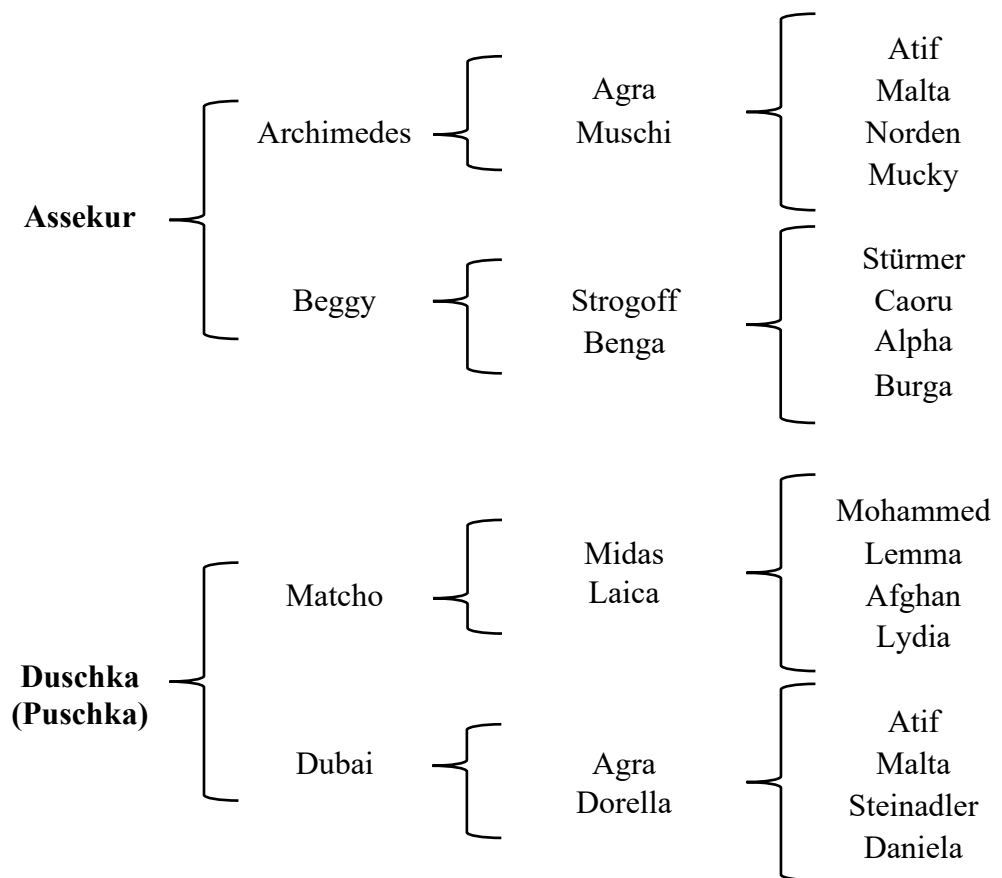 Assekur
Archimedes
Agra
Muschi
Atif
Malta
Norden
Mucky
Beggy
Strogoff
Benga
Stürmer
Caoru
Alpha
Burga
Duschka
(Puschka)
Matcho
Midas
Laica
Mohammed
Lemma
Afghan
Lydia
Dubai
Agra
Dorella
Atif
Malta
Steinadler
Daniela